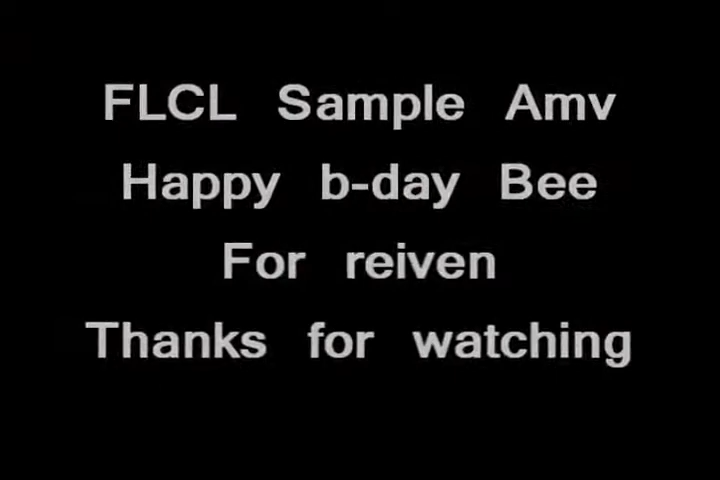 FLCL Sample Amv
Happy b-day Bee
For reiven
Thanks for watching